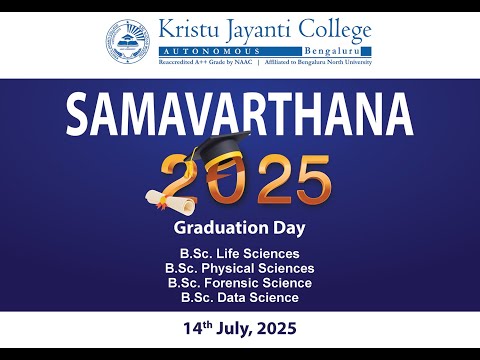 Kristu Jayanti College
AUTONOMOUS Bengaluru
Reaccredited A++ Grade by NAAC | Affiliated to Bengaluru North University
SAMAVARTHANA
2025
Graduation Day
B.Sc. Life Sciences
B.Sc. Physical Sciences
B.Sc. Forensic Science
B.Sc. Data Science
14th July, 2025